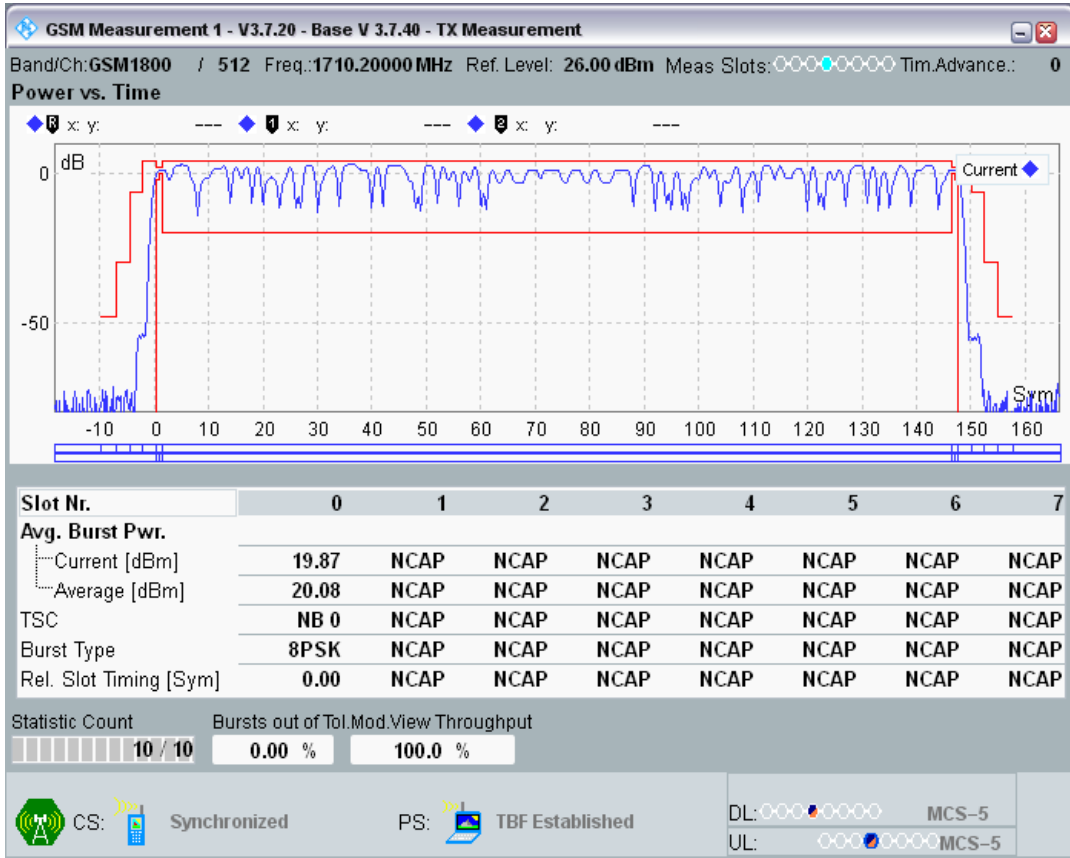 GSM Measurement 1 - V3.7.20 - Base V 3.7.40 - TX Measurement
Band/Ch:GSM1800 / 512 Freq.:1710.20000 MHz Ref. Level: 26.00 dBm Meas Slots: Tim.Advance.: 0
Power vs. Time
R x: y: --- 1 x: y: --- 2 x: y: ---
dB
Current
0
-50
Sym
-10 0 10 20 30 40 50 60 70 80 90 100 110 120 130 140 150 160
Slot Nr. 0 1 2 3 4 5 6 7
Avg. Burst Pwr.
Current [dBm] 19.87 NCAP NCAP NCAP NCAP NCAP NCAP NCAP
Average [dBm] 20.08 NCAP NCAP NCAP NCAP NCAP NCAP NCAP
TSC NB 0 NCAP NCAP NCAP NCAP NCAP NCAP NCAP
Burst Type 8PSK NCAP NCAP NCAP NCAP NCAP NCAP NCAP
Rel. Slot Timing [Sym] 0.00 NCAP NCAP NCAP NCAP NCAP NCAP NCAP
Statistic Count Bursts out of Tol.Mod.View Throughput
10 / 10 0.00 % 100.0 %
CS: Synchronized PS: TBF Established
DL: MCS-5
UL: MCS-5